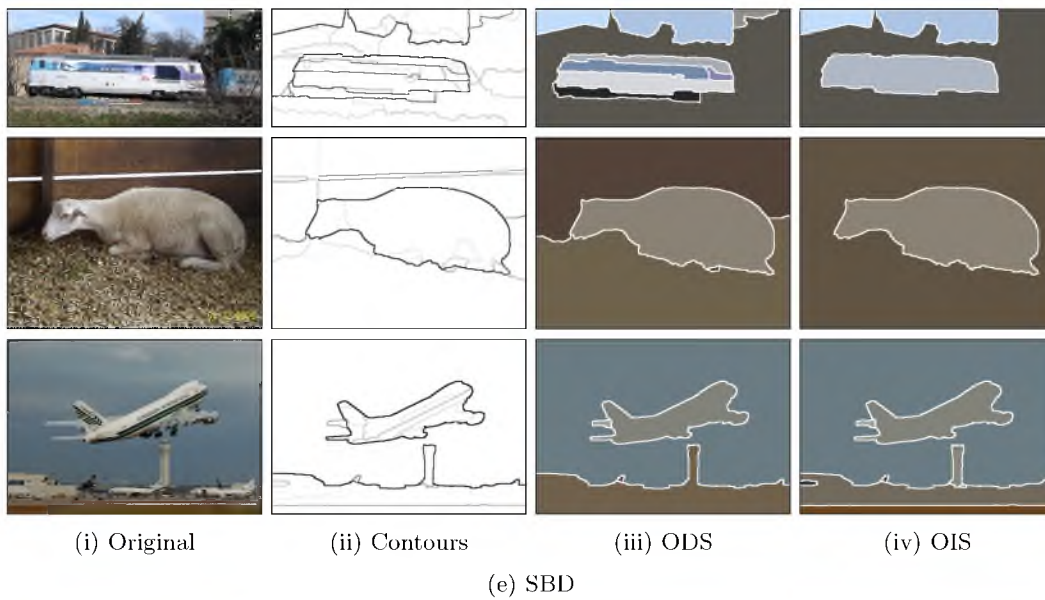 (i) Original
(ii) Contours
(iii) ODS
(iv) OIS
(e) SBD